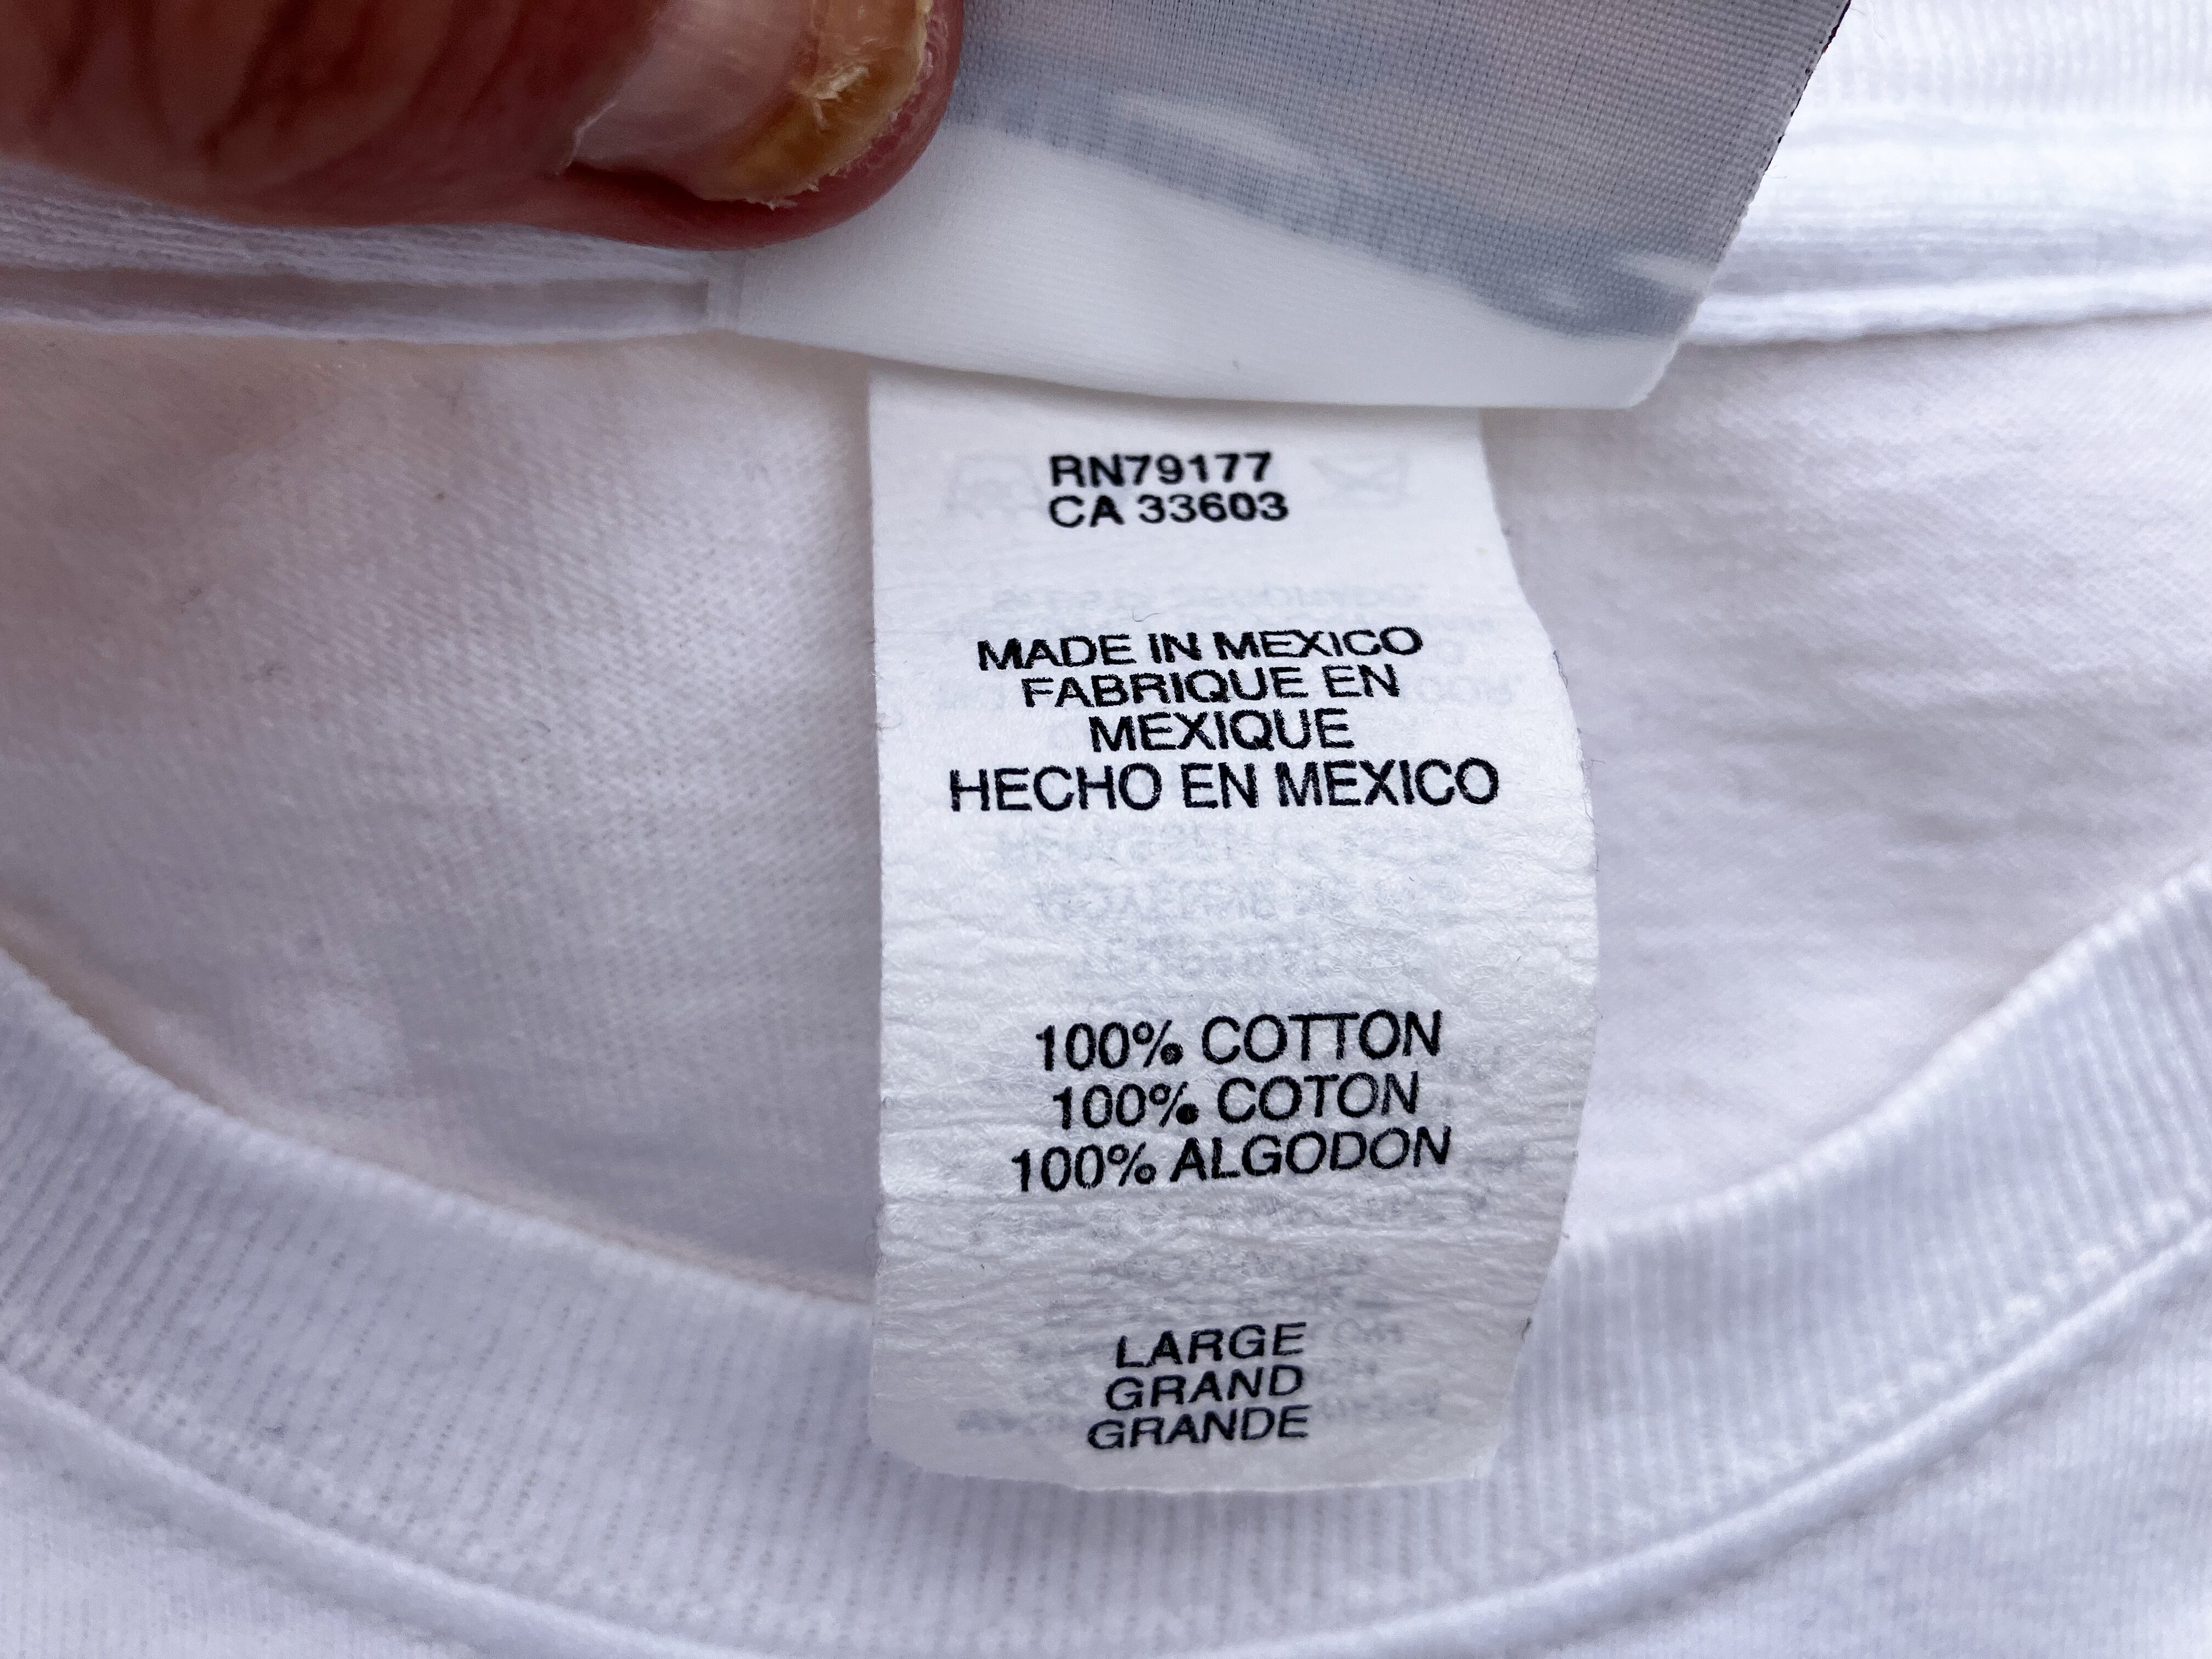 RN79177
CA 33603
MADE IN MEXICO
FABRIQUE EN
MEXIQUE
HECHO EN MEXICO
100% COTTON
100% COTON
100% ALGODON
LARGE
GRAND
GRANDE